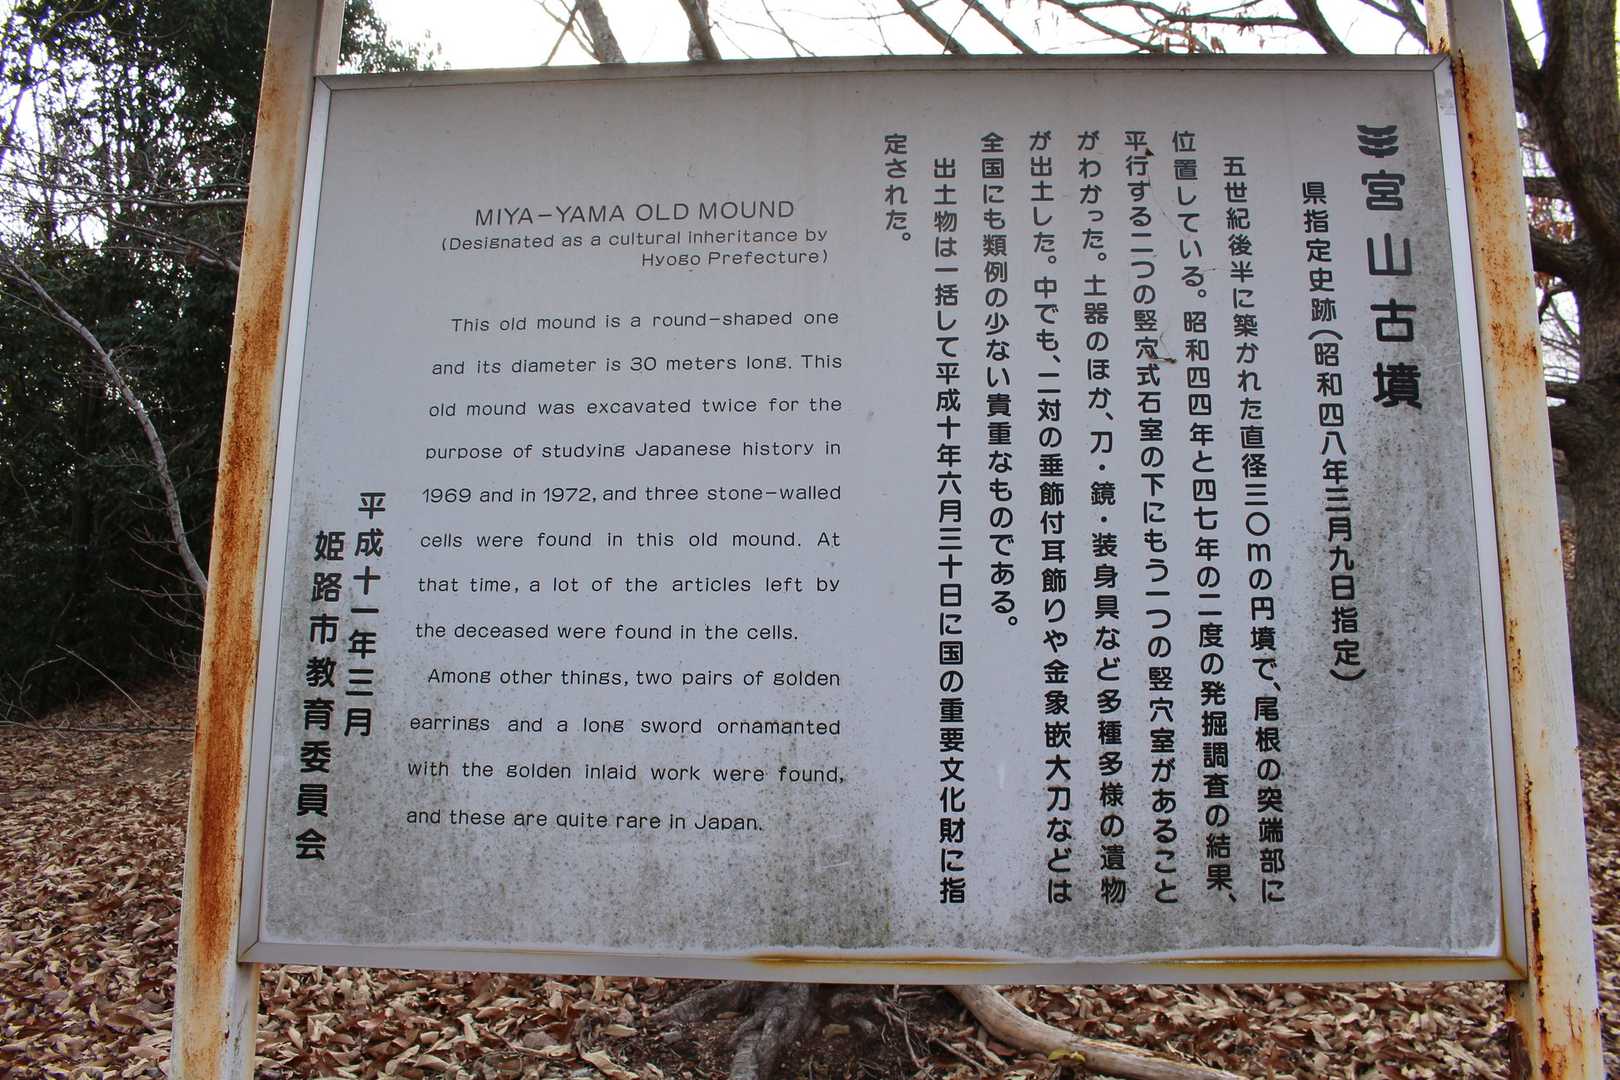 宮山古墳
県指定史跡(昭和四八年三月九日指定)
五世紀後半に築かれた直径三〇mの円墳で、尾根の突端部に
位置している。昭和四四年と四七年の二度の発掘調査の結果、
平行する二つの竪穴式石室の下にもう一つの竪穴室があること
がわかった。土器のほか、刀・鏡・装身具など多種多様の遺物
が出土した。中でも、二対の垂飾付耳飾りや金象嵌大刀などは
全国にも類例の少ない貴重なものである。
出土物は一括して平成十年六月三十日に国の重要文化財に指
定された。
MIYA-YAMA OLD MOUND
(Designated as a cultural inheritance by
Hyogo Prefecture)
This old mound is a round-shaped one
and its diameter is 30 meters long. This
old mound was excavated twice for the
purpose of studying Japanese history in
1969 and in 1972, and three stone-walled
cells were found in this old mound. At
that time, a lot of the articles left by
the deceased were found in the cells.
Among other things, two pairs of golden
earrings and a long sword ornamanted
with the golden inlaid work were found,
and these are quite rare in Japan.
平成十一年三月
姫路市教育委員会